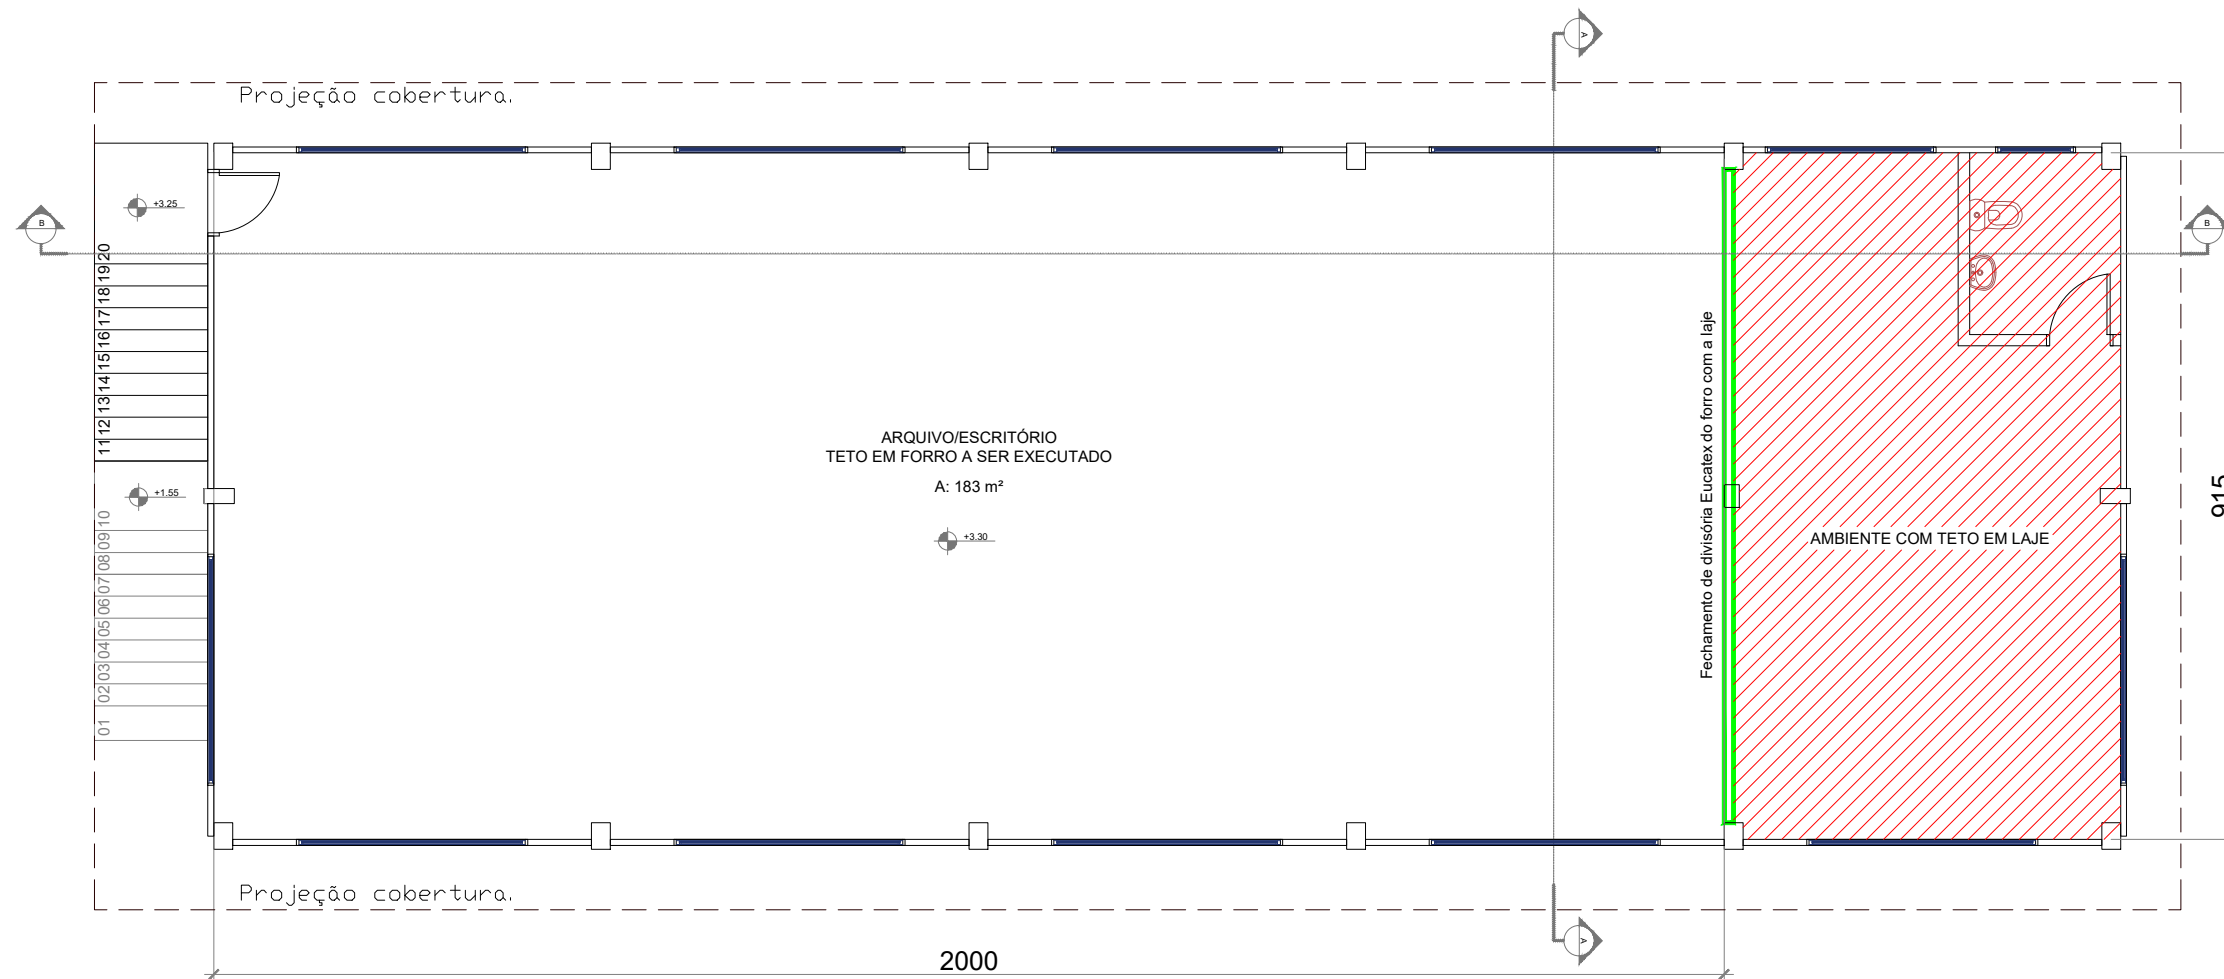 A
Projeção cobertura.
+3.25
B
B
20
19
18
17
16
15
14
13
12
11
Fechamento de divisória Eucatex do forro com a laje
ARQUIVO/ESCRITÓRIO
TETO EM FORRO A SER EXECUTADO
A: 183 m²
+1.55
915
+3.30
AMBIENTE COM TETO EM LAJE
10
09
08
07
06
05
04
03
02
01
Projeção cobertura.
A
2000